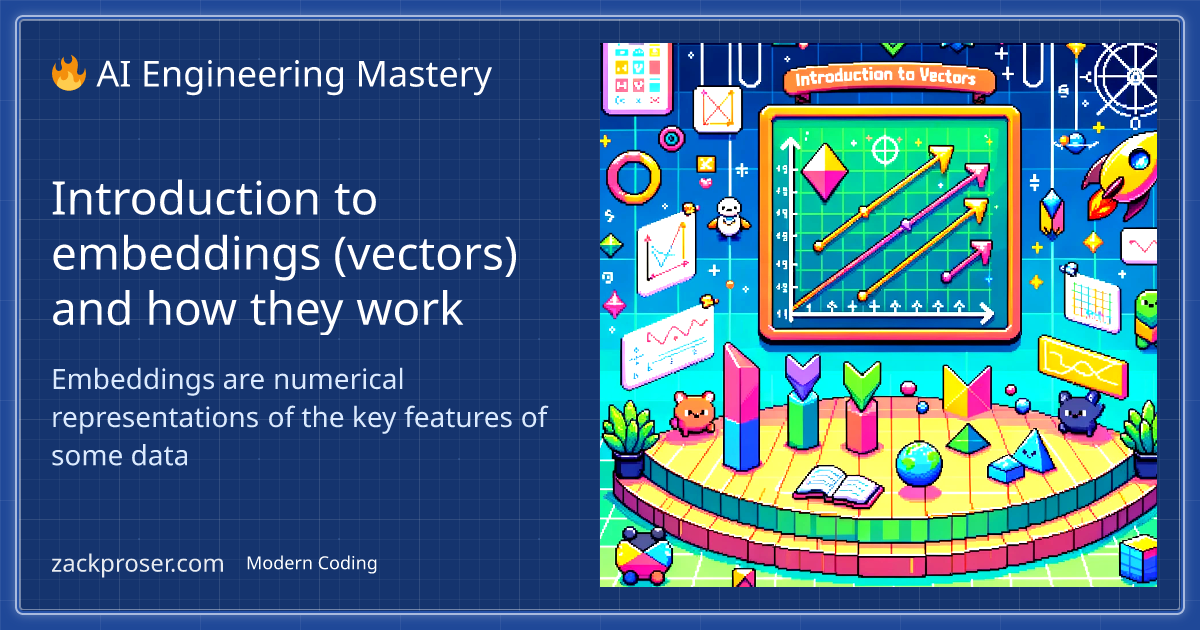 🔥 AI Engineering Mastery
Introduction to
embeddings (vectors)
and how they work
Embeddings are numerical
representations of the key features of
some data
zackproser.com Modern Coding
Introduction to Vectors